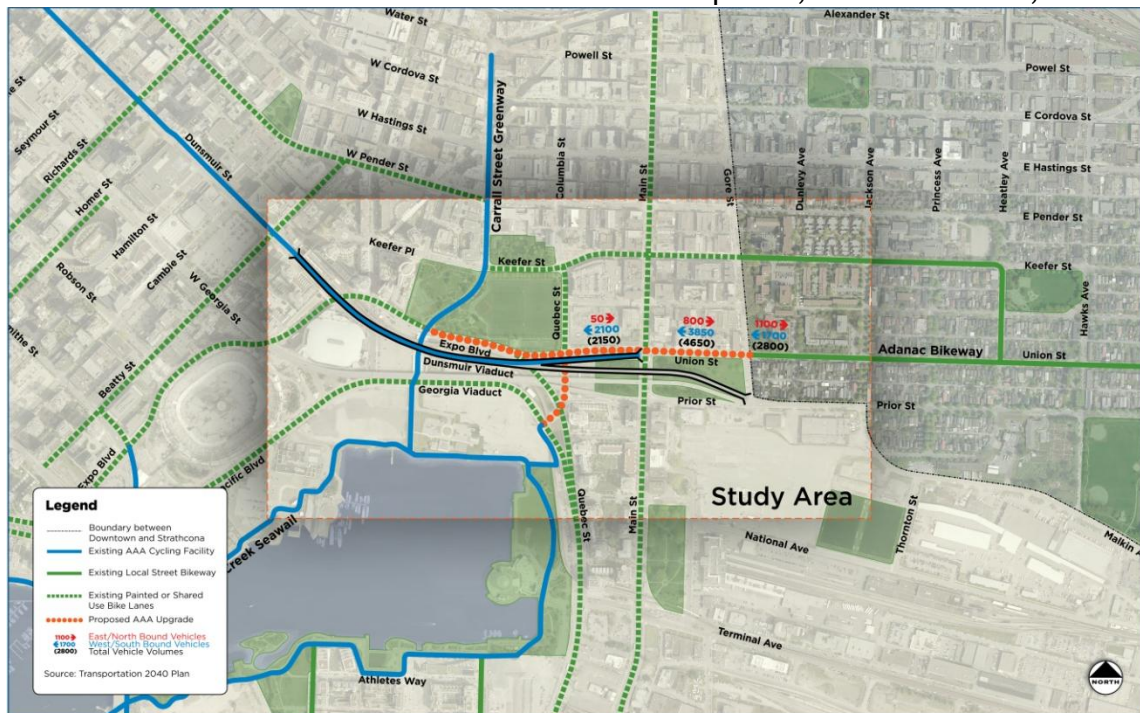 Water St
Alexander St
Powell St
Powel St
W Cordova St
E Cordova St
W Hastings St
E Hastings St
W Pender St
E Pender St
Seymour St
Richards St
Homer St
Hamilton St
Cambie St
Robson St
W Georgia St
Beatty St
Dunsmuir St
Carrall Street Greenway
Columbia St
Main St
Gore St
Dunlevy Ave
Jackson Ave
Princess Ave
Heatley Ave
Hawks Ave
Keefer Pl
Keefer St
Keefer St
Quebec St
50
2100
(2150)
800
3850
(4650)
1100
1700
(2800)
Expo Blvd
Dunsmuir Viaduct
Georgia Viaduct
Union St
Adanac Bikeway
Union St
Prior St
Prior St
Expo Blvd
Study Area
Quebec St
Main St
National Ave
Thornton St
Terminal Ave
Athletes Way
Creek Seawall
Legend
Boundary between
Downtown and Strathcona
Existing AAA Cycling Facility
Existing Local Street Bikeway
Existing Painted or Shared
Use Bike Lanes
Proposed AAA Upgrade
1100 East/North Bound Vehicles
1700 West/South Bound Vehicles
(2800) Total Vehicle Volumes
Source: Transportation 2040 Plan
NORTH